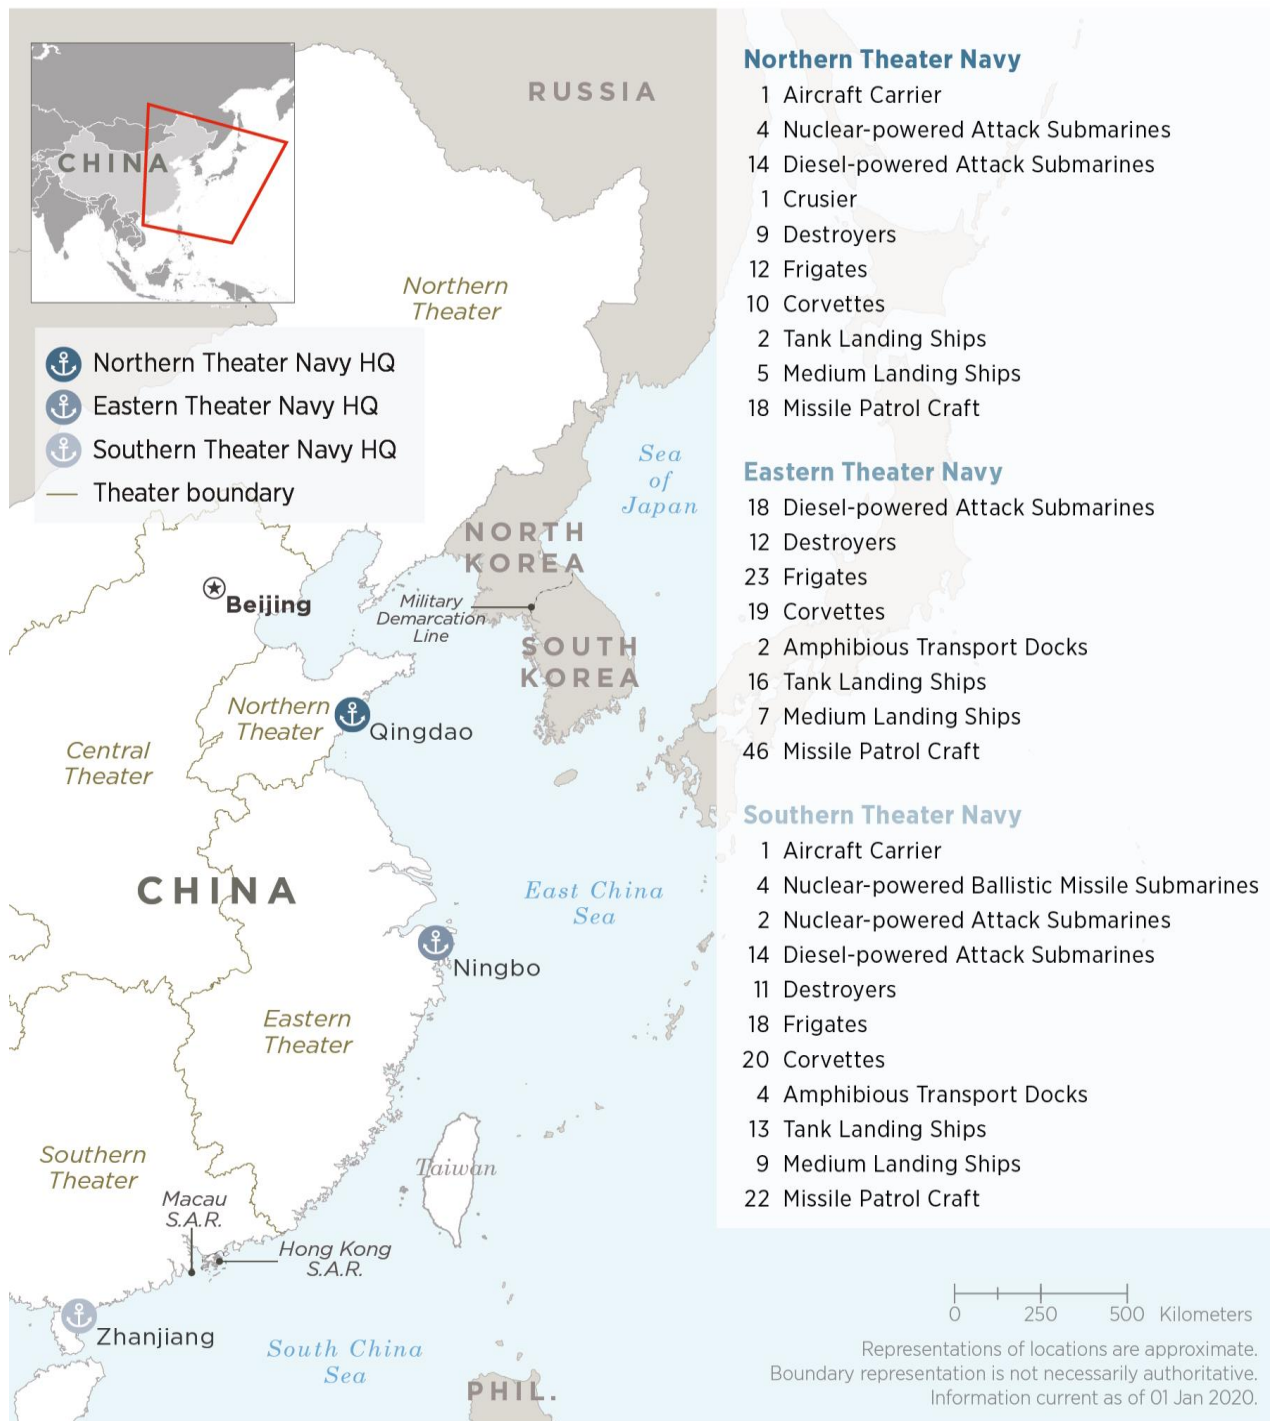 RUSSIA
CHINA
Northern
Theater
Northern Theater Navy HQ
Eastern Theater Navy HQ
Southern Theater Navy HQ
Theater boundary
Sea
of
Japan
NORTH
KOREA
Beijing
Military
Demarcation
Line
SOUTH
KOREA
Northern
Theater
Qingdao
Central
Theater
CHINA
East China
Sea
Ningbo
Eastern
Theater
Southern
Theater
Taiwan
Macau
S.A.R.
Hong Kong
S.A.R.
Zhanjiang
South China
Sea
PHIL.
Northern Theater Navy
1 Aircraft Carrier
4 Nuclear-powered Attack Submarines
14 Diesel-powered Attack Submarines
1 Crusier
9 Destroyers
12 Frigates
10 Corvettes
2 Tank Landing Ships
5 Medium Landing Ships
18 Missile Patrol Craft
Eastern Theater Navy
18 Diesel-powered Attack Submarines
12 Destroyers
23 Frigates
19 Corvettes
2 Amphibious Transport Docks
16 Tank Landing Ships
7 Medium Landing Ships
46 Missile Patrol Craft
Southern Theater Navy
1 Aircraft Carrier
4 Nuclear-powered Ballistic Missile Submarines
2 Nuclear-powered Attack Submarines
14 Diesel-powered Attack Submarines
11 Destroyers
18 Frigates
20 Corvettes
4 Amphibious Transport Docks
13 Tank Landing Ships
9 Medium Landing Ships
22 Missile Patrol Craft
0 250 500 Kilometers
Representations of locations are approximate.
Boundary representation is not necessarily authoritative.
Information current as of 01 Jan 2020.